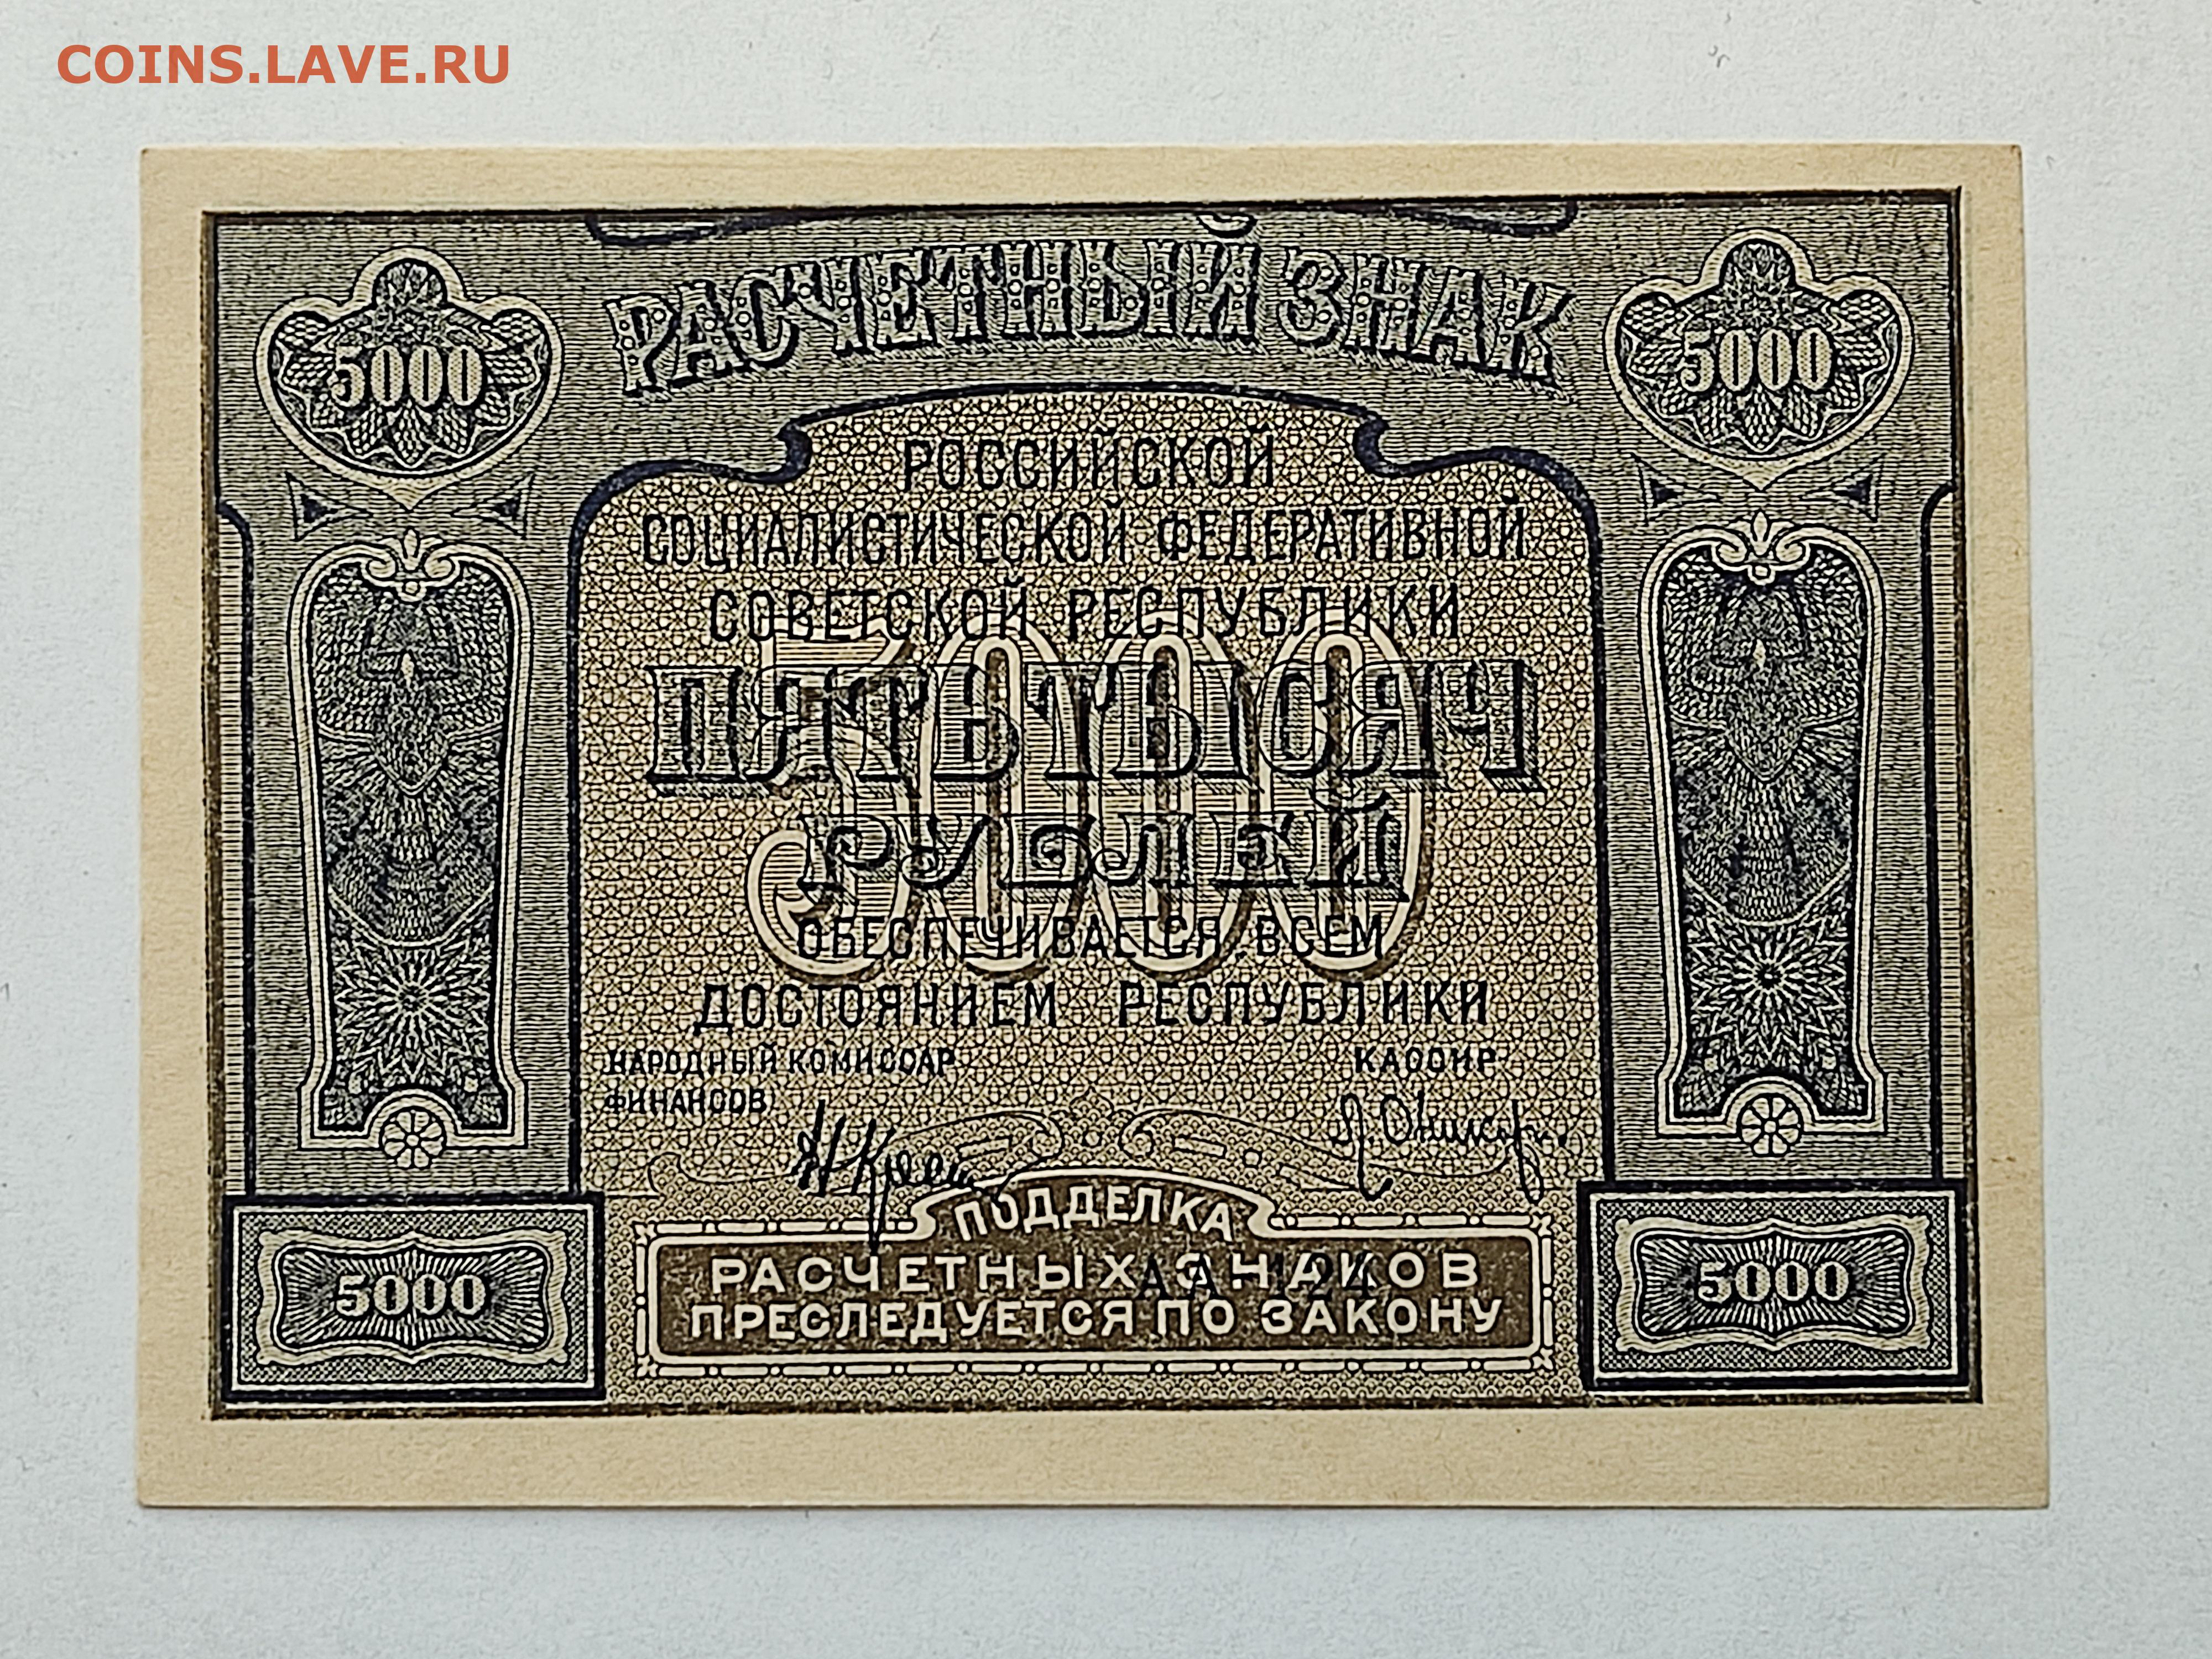 COINS.LAVE.RU
РАСЧЕТНЫЙ ЗНАК
5000 5000
РОССИЙСКОЙ
СОЦИАЛИСТИЧЕСКОЙ ФЕДЕРАТИВНОЙ
СОВЕТСКОЙ РЕСПУБЛИКИ
5000
ПЯТЬ ТЫСЯЧ
РУБЛЕЙ
ОБЕСПЕЧИВАЕТСЯ ВСЕМ
ДОСТОЯНИЕМ РЕСПУБЛИКИ
НАРОДНЫЙ КОМИССАР КАССИР
ФИНАНСОВ
ПОДДЕЛКА
РАСЧЕТНЫХ ЗНАКОВ
ПРЕСЛЕДУЕТСЯ ПО ЗАКОНУ
5000 5000